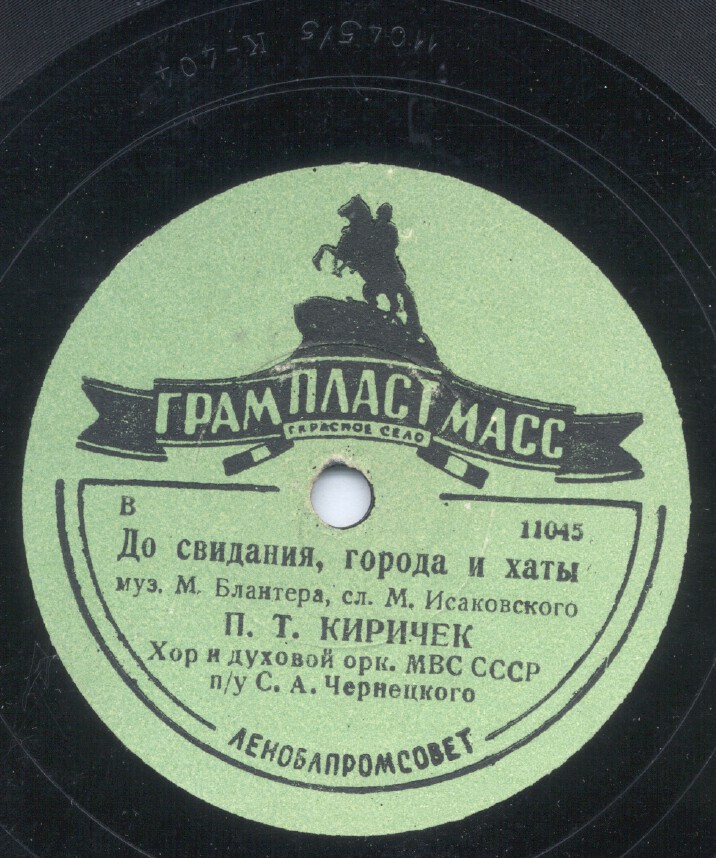 11045/5 К-404
ГРАМПЛАСТМАСС
Г. КРАСНОЕ СЕЛО
В
11045
До свидания, города и хаты
муз. М. Блантера, сл. М. Исаковского
П. Т. КИРИЧЕК
Хор и духовой орк. МВС СССР
п/у С. А. Чернецкого
ЛЕНОБЛПРОМСОВЕТ